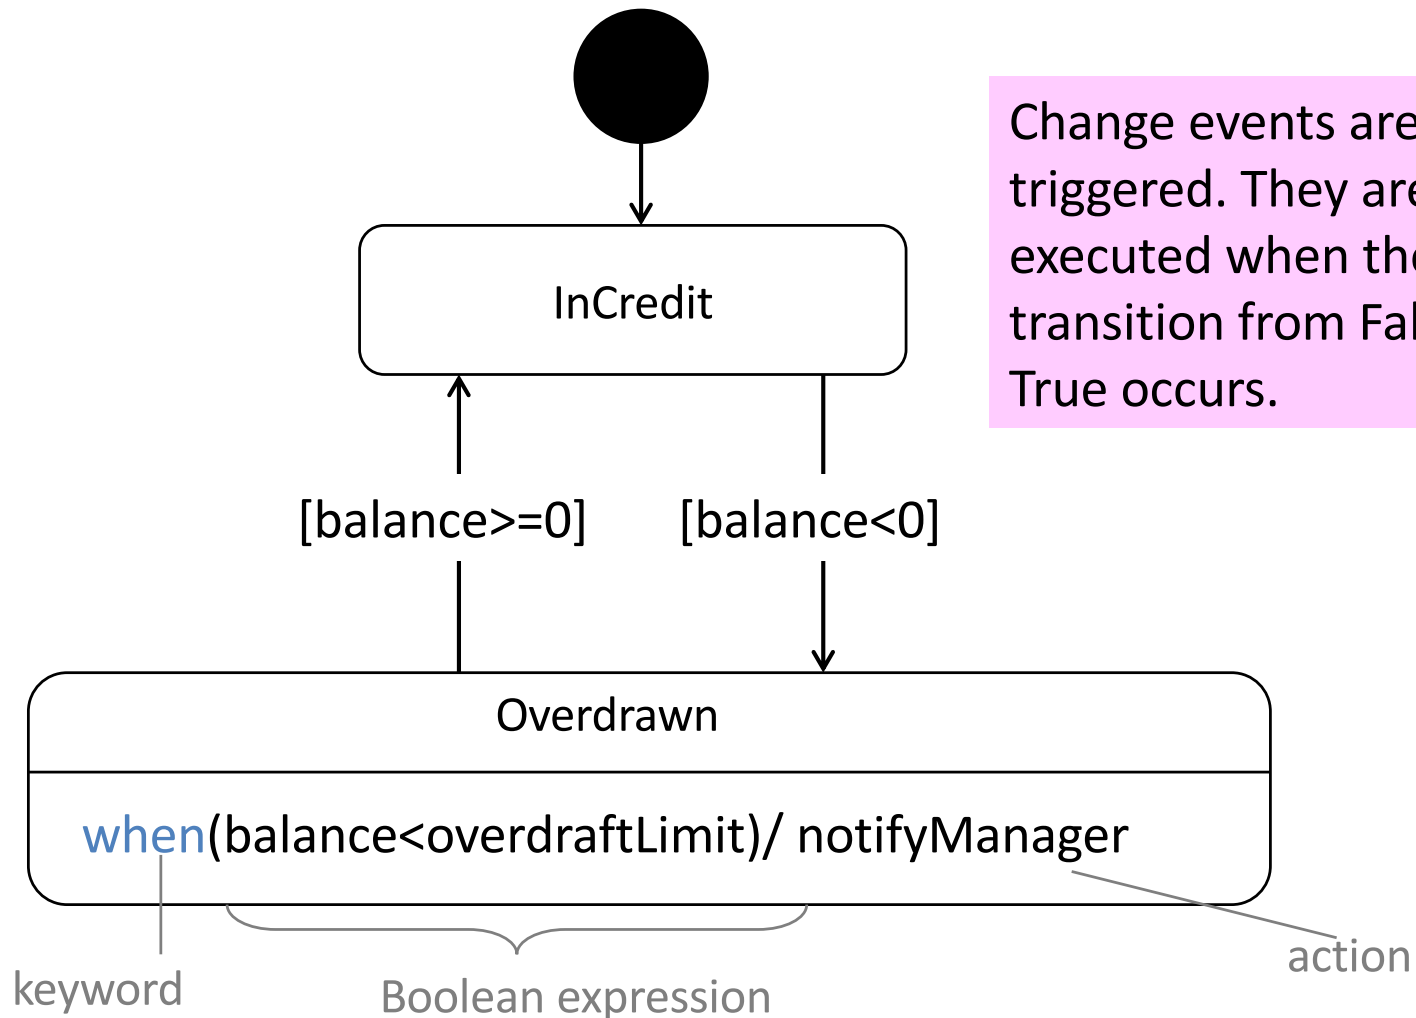 Change events are
triggered. They are
executed when the
transition from Fal
True occurs.
InCredit
[balance>=0] [balance<0]
Overdrawn
when(balance<overdraftLimit)/ notifyManager
action
keyword
Boolean expression